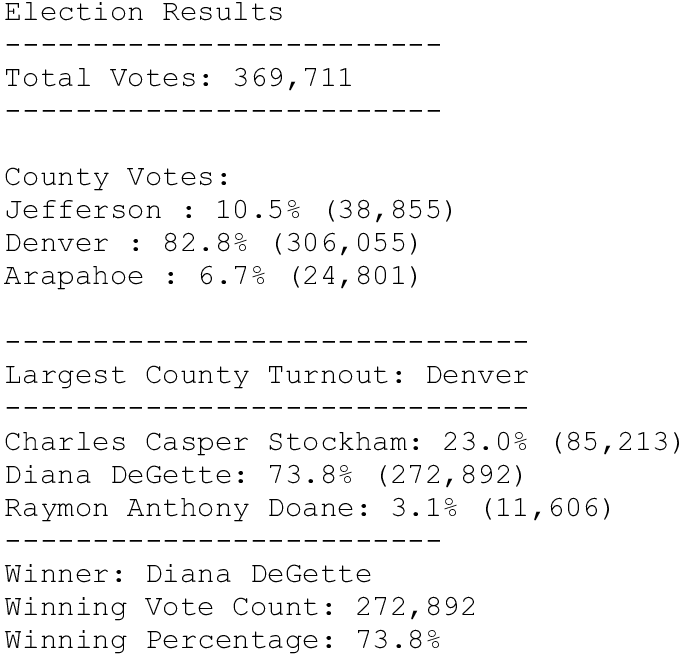 Election Results
-------------------------
Total Votes: 369,711
-------------------------
County Votes:
Jefferson : 10.5% (38,855)
Denver : 82.8% (306,055)
Arapahoe : 6.7% (24,801)
------------------------------
Largest County Turnout: Denver
------------------------------
Charles Casper Stockham: 23.0% (85,213)
Diana DeGette: 73.8% (272,892)
Raymon Anthony Doane: 3.1% (11,606)
-------------------------
Winner: Diana DeGette
Winning Vote Count: 272,892
Winning Percentage: 73.8%